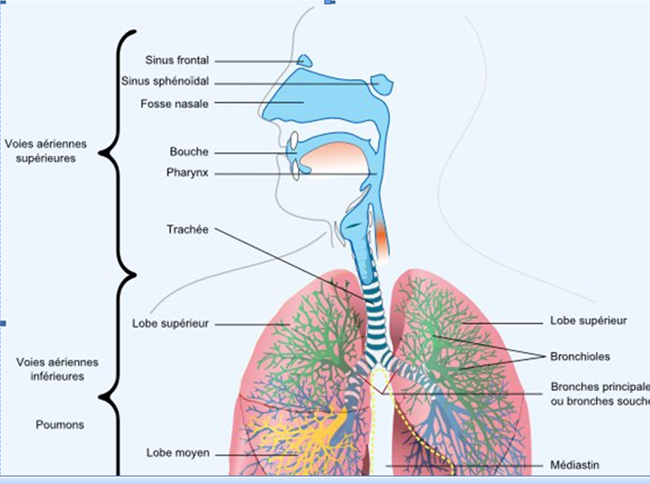 Sinus frontal
Sinus sphénoïdal
Fosse nasale
Voies aériennes
supérieures
Bouche
Pharynx
Trachée
Lobe supérieur
Lobe supérieur
Bronchioles
Voies aériennes
inférieures
Bronches principale
ou bronches souche
Poumons
Lobe moyen
Médiastin